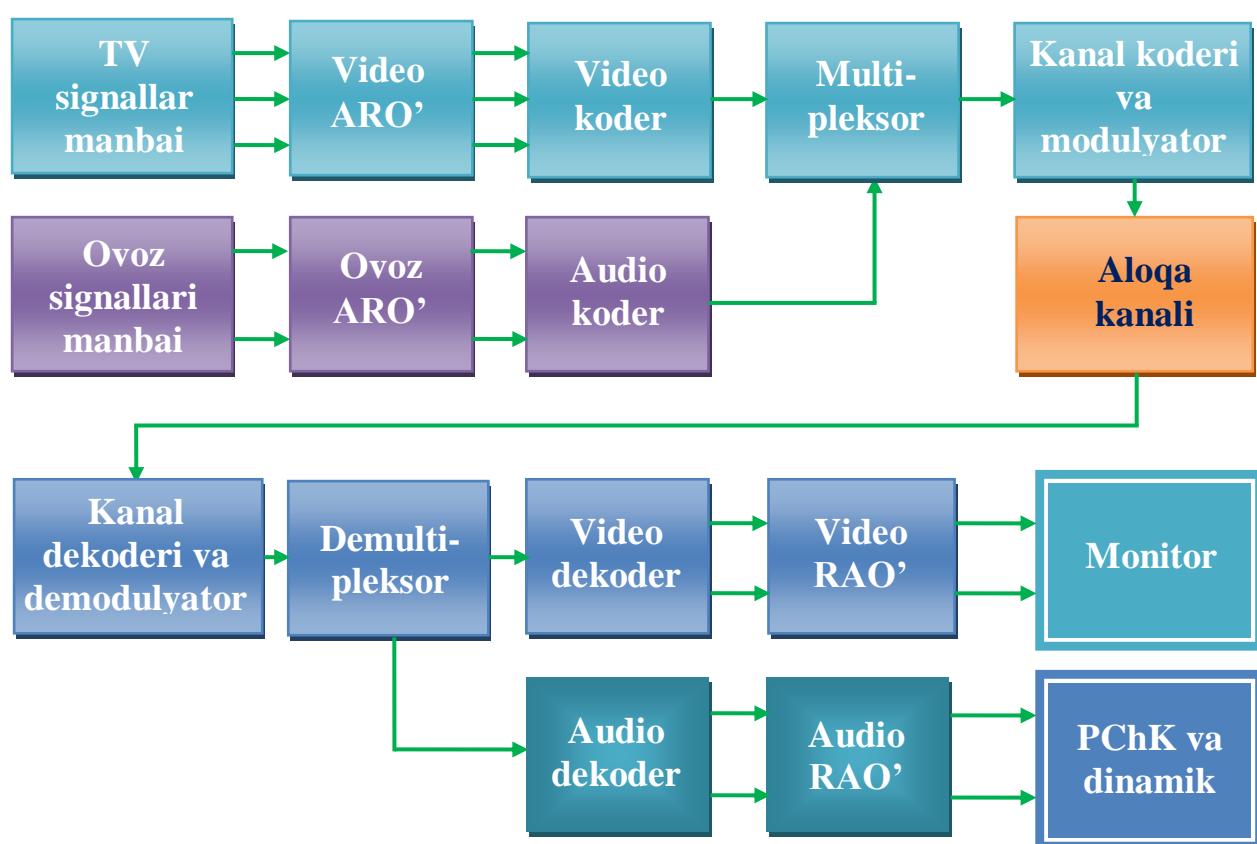 TV
signallar
manbai
Video
ARO’
Video
koder
Multi-
pleksor
Kanal koderi
va
modulyator
Ovoz
signallari
manbai
Ovoz
ARO’
Audio
koder
Aloqa
kanali
Kanal
dekoderi va
demodulyator
Demulti-
pleksor
Video
dekoder
Video
RAO’
Monitor
Audio
dekoder
Audio
RAO’
PChK va
dinamik